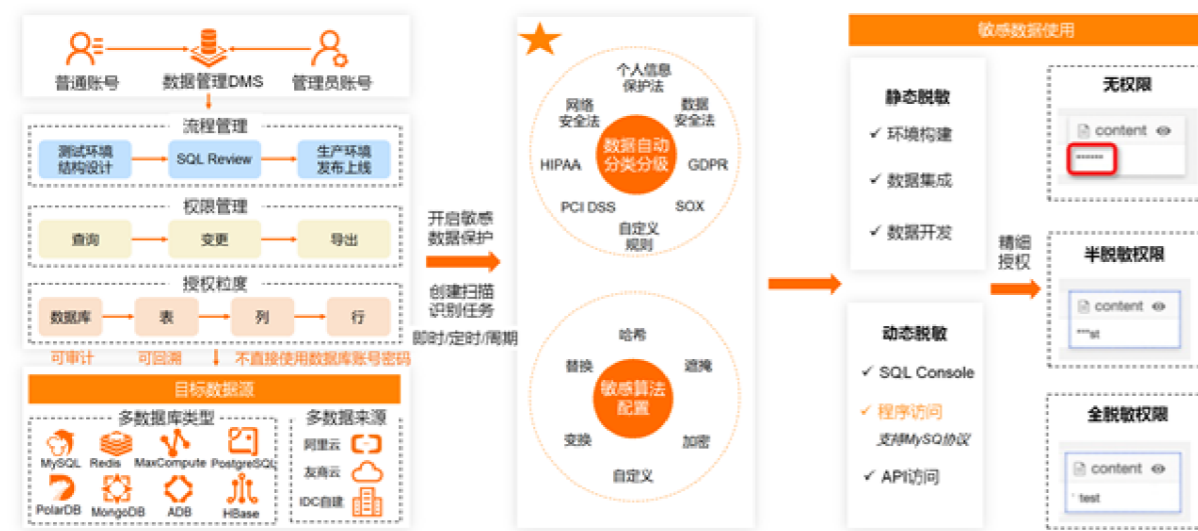 普通账号
数据管理DMS
管理员账号
流程管理
测试环境
结构设计
SQL Review
生产环境
发布上线
权限管理
查询
变更
导出
授权粒度
数据库
表
列
行
可审计
可回溯
不直接使用数据库账号密码
目标数据源
多数据库类型
MySQL
Redis
MaxCompute
PostgreSQL
PolarDB
MongoDB
ADB
HBase
多数据来源
阿里云
友商云
IDC自建
开启敏感
数据保护
创建扫描
识别任务
即时/定时/周期
个人信息
保护法
网络
安全法
数据
安全法
数据自动
分类分级
HIPAA
GDPR
PCI DSS
SOX
自定义
规则
哈希
替换
遮掩
敏感算法
配置
变换
加密
自定义
敏感数据使用
静态脱敏
✓ 环境构建
✓ 数据集成
✓ 数据开发
动态脱敏
✓ SQL Console
✓ 程序访问
支持MySQ协议
✓ API访问
精细
授权
无权限
content
******
半脱敏权限
content
***st
全脱敏权限
content
test